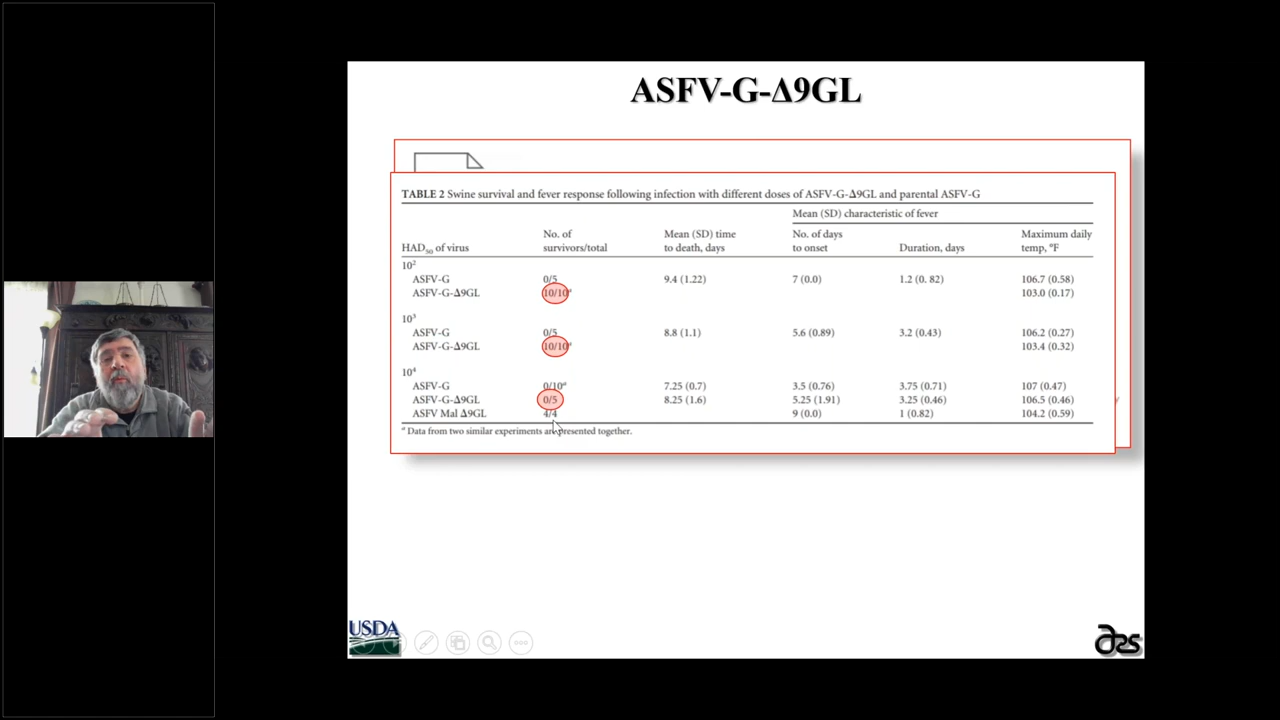 ASFV-G-Δ9GL
TABLE 2 Swine survival and fever response following infection with different doses of ASFV-G-Δ9GL and parental ASFV-G
Mean (SD) characteristic of fever
No. of Mean (SD) time No. of days Maximum daily
HAD50 of virus survivors/total to death, days to onset Duration, days temp, °F
10²
ASFV-G 0/5 9.4 (1.22) 7 (0.0) 1.2 (0. 82) 106.7 (0.58)
ASFV-G-Δ9GL 10/10ᵃ 103.0 (0.17)
10³
ASFV-G 0/5 8.8 (1.1) 5.6 (0.89) 3.2 (0.43) 106.2 (0.27)
ASFV-G-Δ9GL 10/10ᵃ 103.4 (0.32)
10⁴
ASFV-G 0/10ᵃ 7.25 (0.7) 3.5 (0.76) 3.75 (0.71) 107 (0.47)
ASFV-G-Δ9GL 0/5 8.25 (1.6) 5.25 (1.91) 3.25 (0.46) 106.5 (0.46)
ASFV Mal Δ9GL 4/4 9 (0.0) 1 (0.82) 104.2 (0.59)
ᵃ Data from two similar experiments are presented together.
USDA
ars